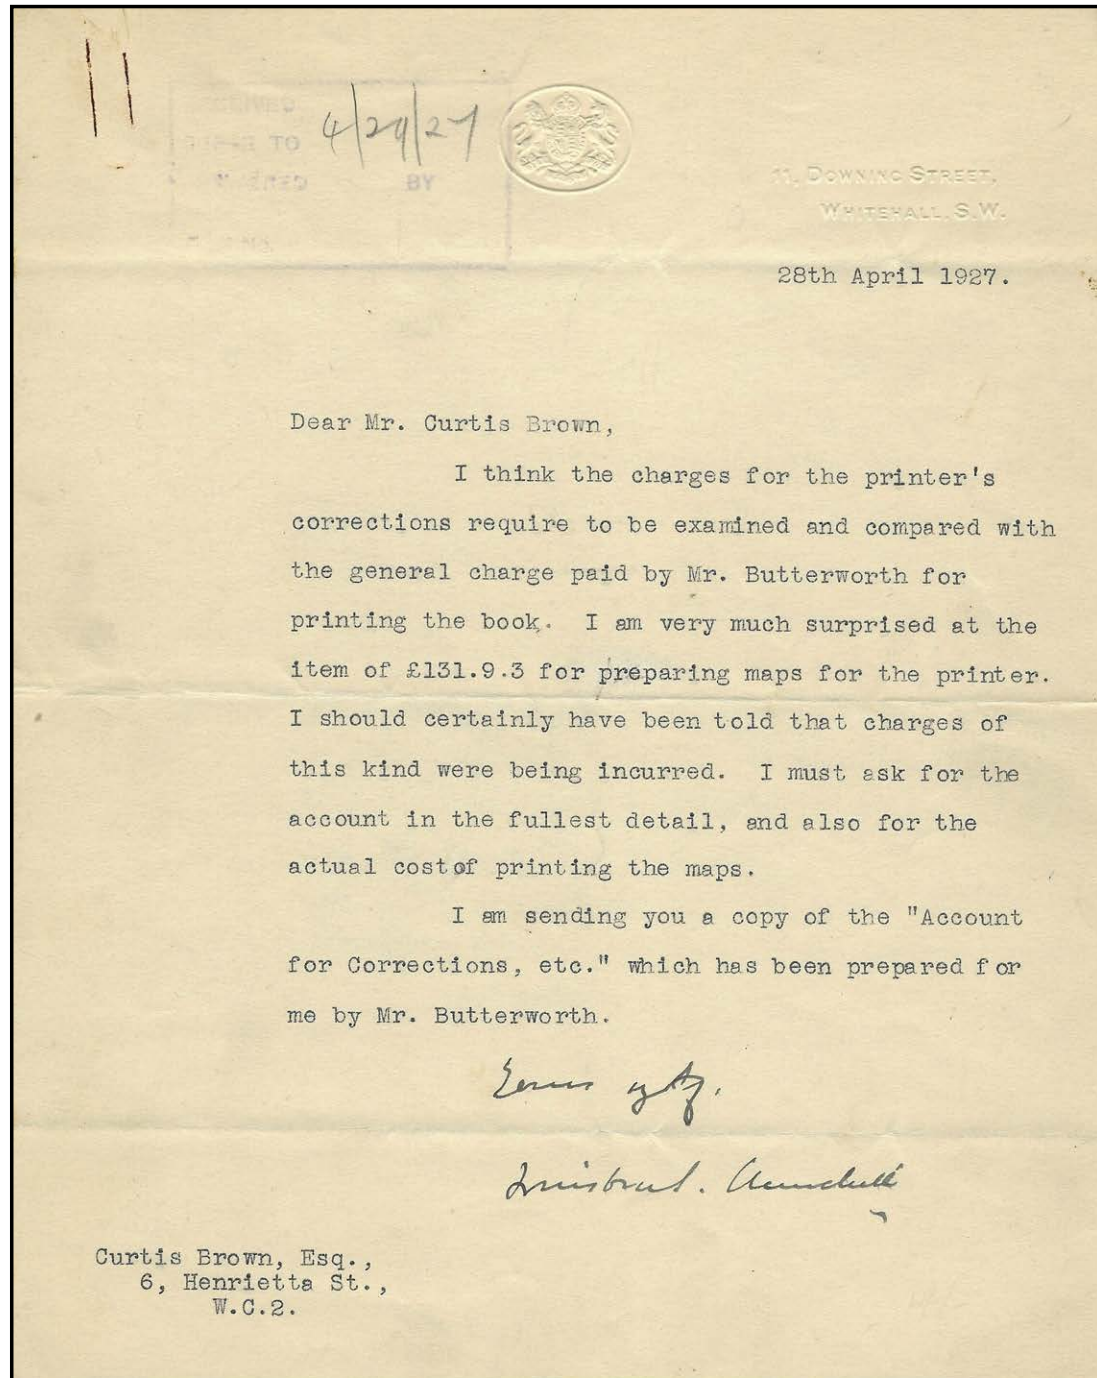 4/29/27
BY
11, DOWNING STREET,
WHITEHALL, S.W.
28th April 1927.
Dear Mr. Curtis Brown,
I think the charges for the printer's
corrections require to be examined and compared with
the general charge paid by Mr. Butterworth for
printing the book. I am very much surprised at the
item of £131.9.3 for preparing maps for the printer.
I should certainly have been told that charges of
this kind were being incurred. I must ask for the
account in the fullest detail, and also for the
actual cost of printing the maps.
I am sending you a copy of the "Account
for Corrections, etc." which has been prepared for
me by Mr. Butterworth.
Winston S. Churchill
Curtis Brown, Esq.,
6, Henrietta St.,
W.C.2.